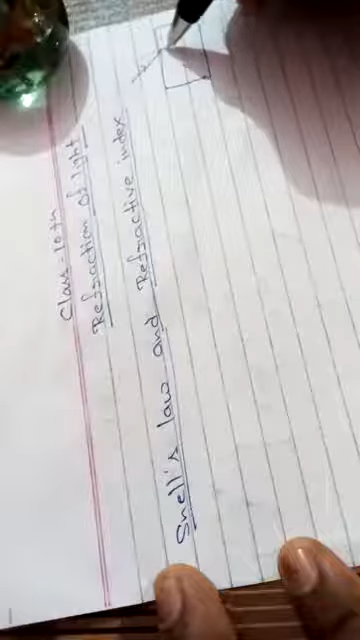 Class-10th
Refraction of light
Snell's law and Refractive index